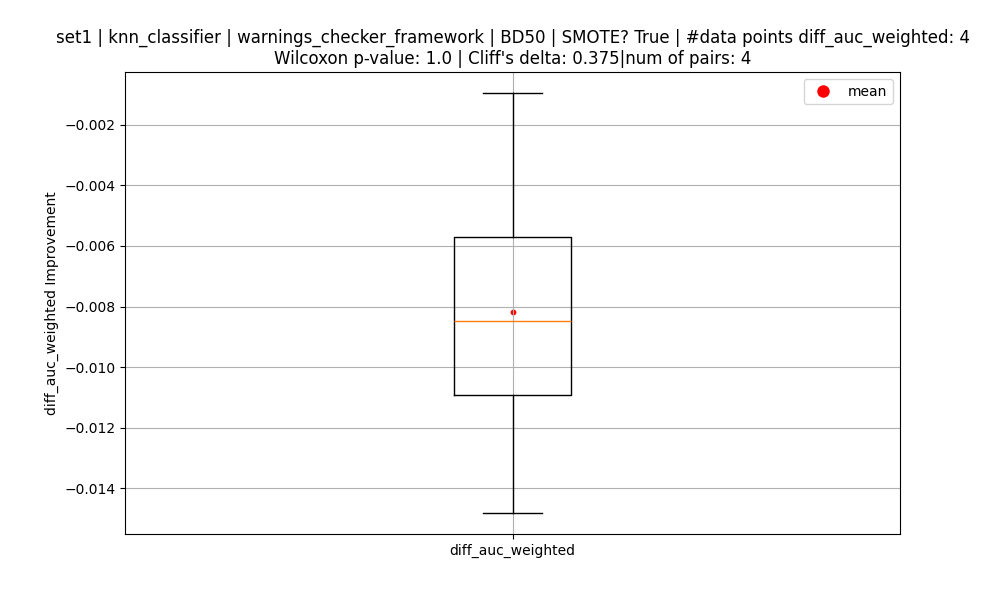 set1 | knn_classifier | warnings_checker_framework | BD50 | SMOTE? True | #data points diff_auc_weighted: 4
Wilcoxon p-value: 1.0 | Cliff's delta: 0.375|num of pairs: 4
mean
−0.002
−0.004
−0.006
−0.008
−0.010
−0.012
−0.014
diff_auc_weighted Improvement
diff_auc_weighted